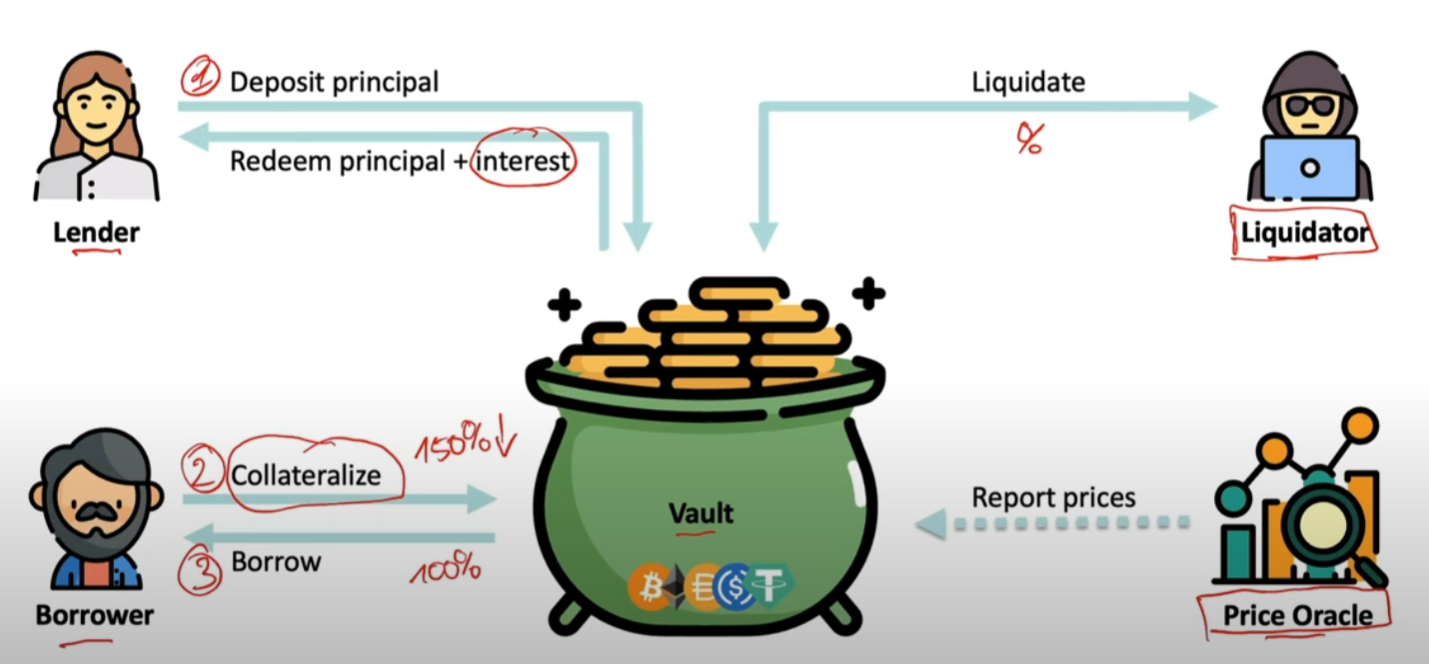 1 Deposit principal
Redeem principal + interest
Lender
Liquidate
%
Liquidator
2 Collateralize
150%↓
3 Borrow
100%
Borrower
Vault
Report prices
Price Oracle